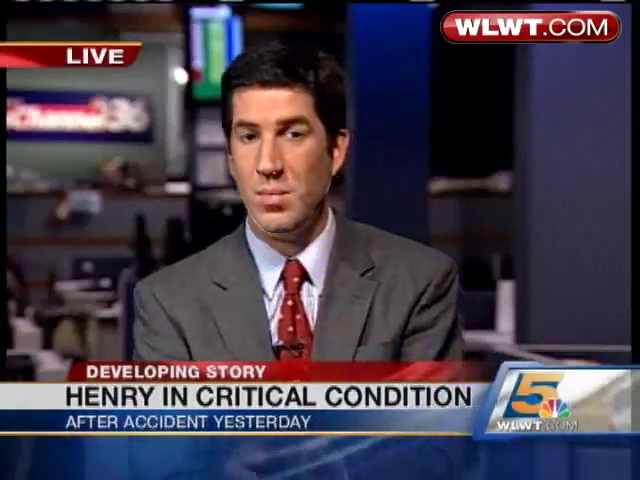 WLWT.COM
LIVE
DEVELOPING STORY
HENRY IN CRITICAL CONDITION
AFTER ACCIDENT YESTERDAY
5
WLWT.COM